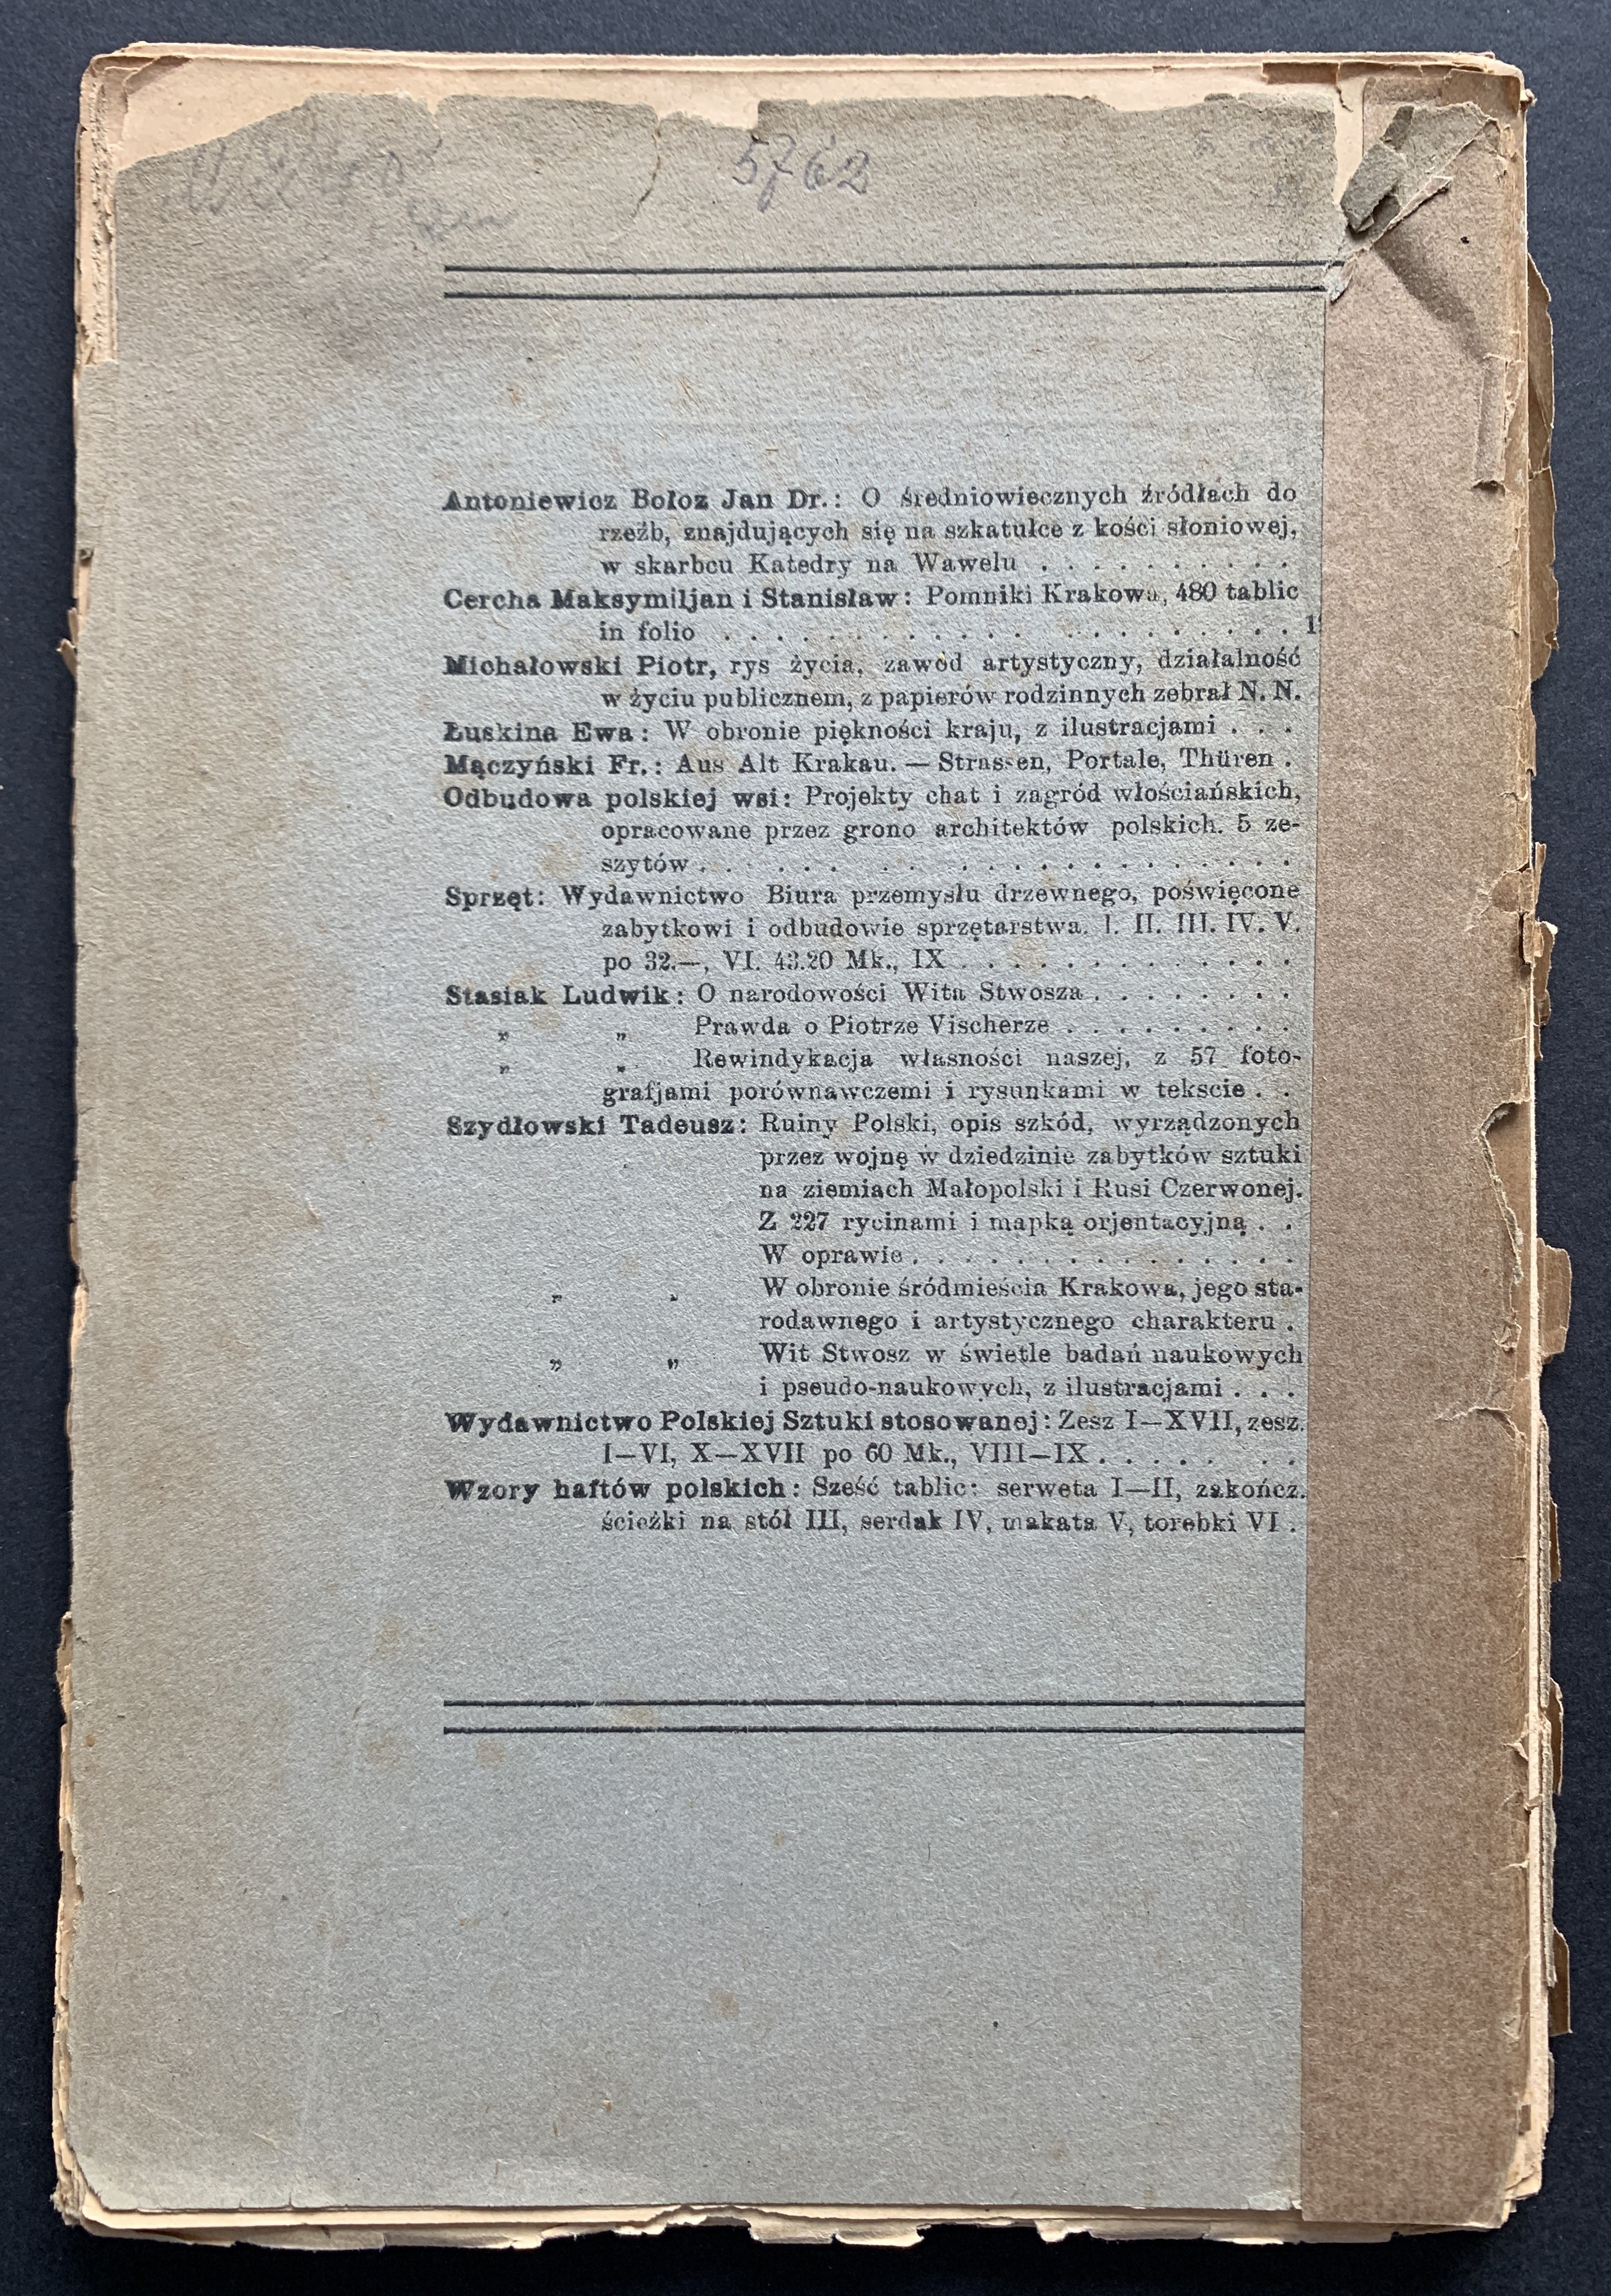 5762
Antoniewicz Bołoz Jan Dr.: O średniowiecznych źródłach do
rzeźb, znajdujących się na szkatułce z kości słoniowej,
w skarbcu Katedry na Wawelu . . . . . . . . . .
Cercha Maksymiljan i Stanisław: Pomniki Krakowa, 480 tablic
in folio . . . . . . . . . . . . . . . . . . . . 1
Michałowski Piotr, rys życia, zawód artystyczny, działalność
w życiu publicznem, z papierów rodzinnych zebrał N. N.
Łuskina Ewa: W obronie piękności kraju, z ilustracjami . . .
Mączyński Fr.: Aus Alt Krakau. — Strassen, Portale, Thüren .
Odbudowa polskiej wsi: Projekty chat i zagród włościańskich,
opracowane przez grono architektów polskich. 5 ze-
szytów . . . . . . . . . . . . . . . . . . . .
Sprzęt: Wydawnictwo Biura przemysłu drzewnego, poświęcone
zabytkowi i odbudowie sprzętarstwa. I. II. III. IV. V.
po 32.—, VI. 43.20 Mk., IX . . . . . . . . . . . .
Stasiak Ludwik: O narodowości Wita Stwosza . . . . . . . .
„ „ Prawda o Piotrze Vischerze . . . . . . . . .
„ „ Rewindykacja własności naszej, z 57 foto-
grafjami porównawczemi i rysunkami w tekscie . .
Szydłowski Tadeusz: Ruiny Polski, opis szkód, wyrządzonych
przez wojnę w dziedzinie zabytków sztuki
na ziemiach Małopolski i Rusi Czerwonej.
Z 227 rycinami i mapką orjentacyjną . .
W oprawie . . . . . . . . . . . . . .
„ „ W obronie śródmieścia Krakowa, jego sta-
rodawnego i artystycznego charakteru .
„ „ Wit Stwosz w świetle badań naukowych
i pseudo-naukowych, z ilustracjami . . .
Wydawnictwo Polskiej Sztuki stosowanej: Zesz I—XVII, zesz.
I—VI, X—XVII po 60 Mk., VIII—IX . . . . . . .
Wzory haftów polskich: Sześć tablic: serweta I—II, zakończ.
ścieżki na stół III, serdak IV, makata V, torebki VI .